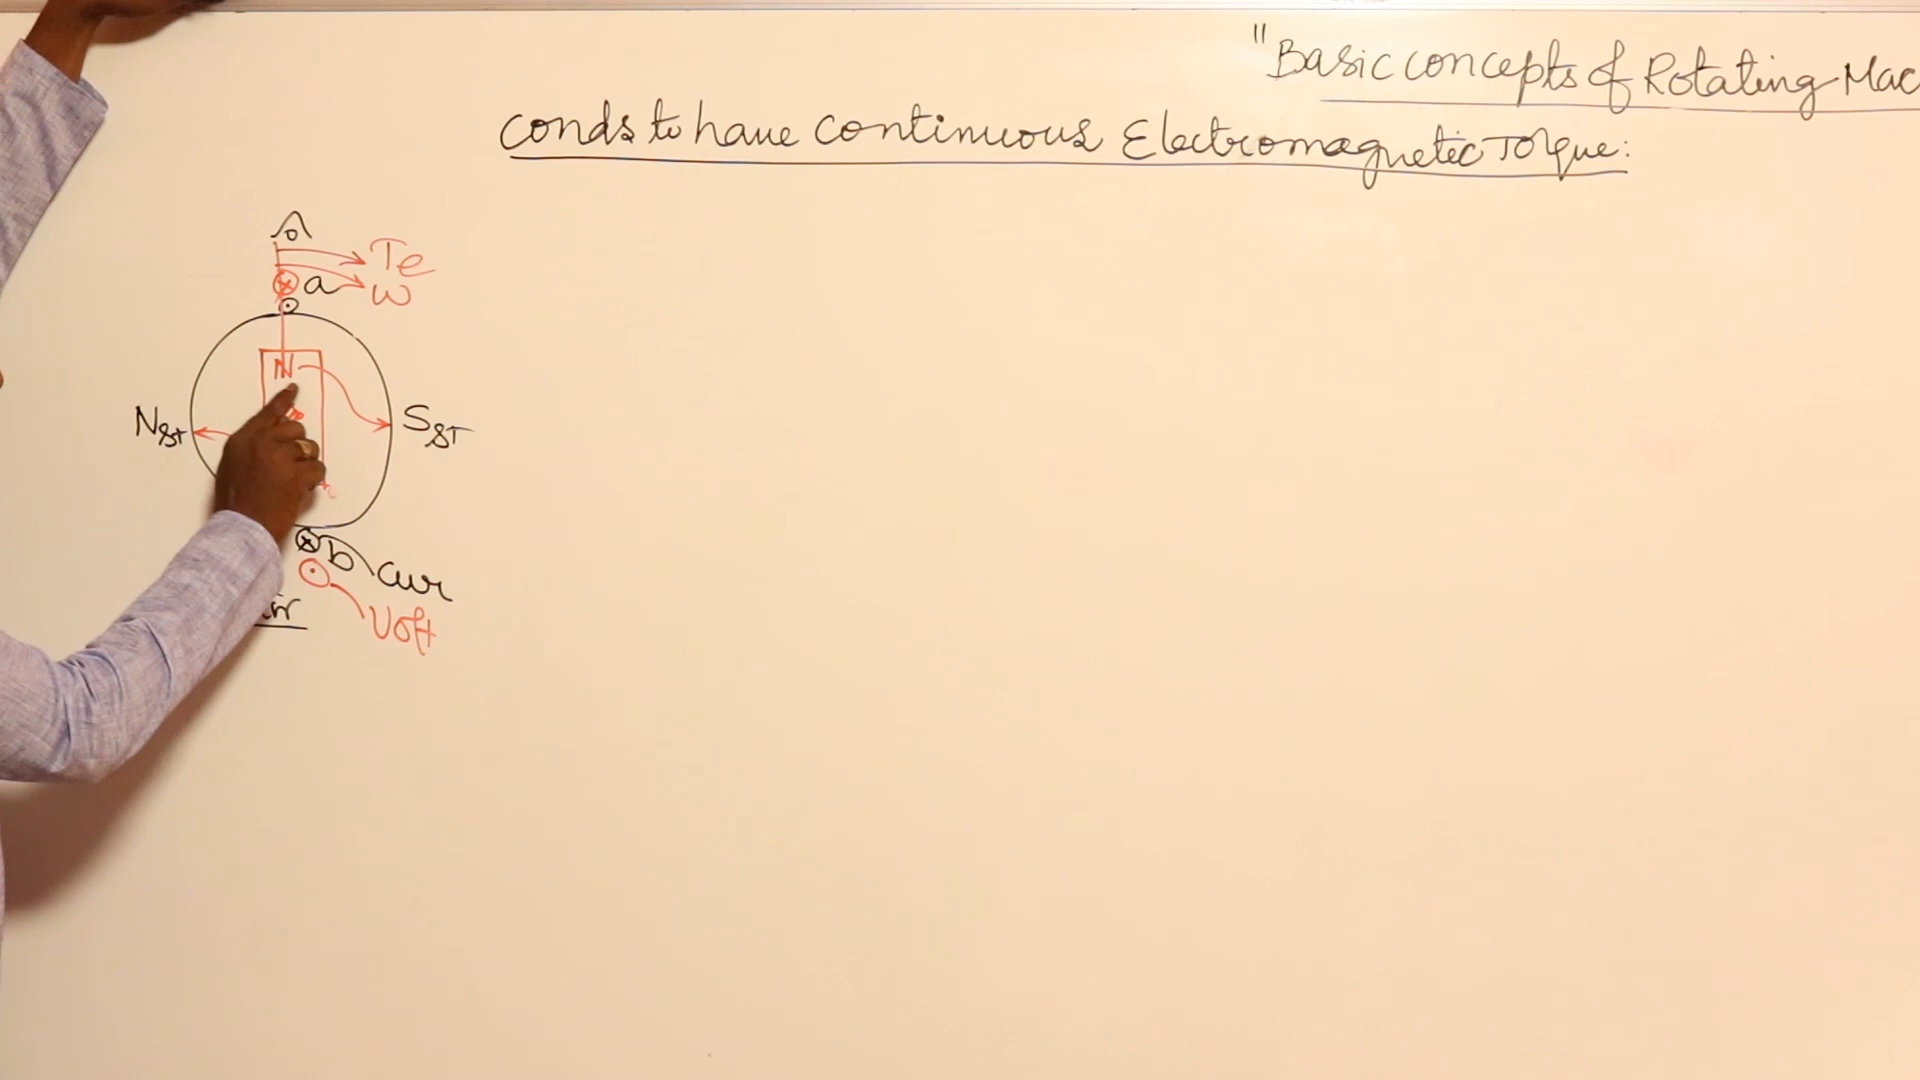 "Basic concepts of Rotating Mac
conds to have continuous Electromagnetic Torque:
Te
a
w
N
Nst
Sst
b
cur
Volt